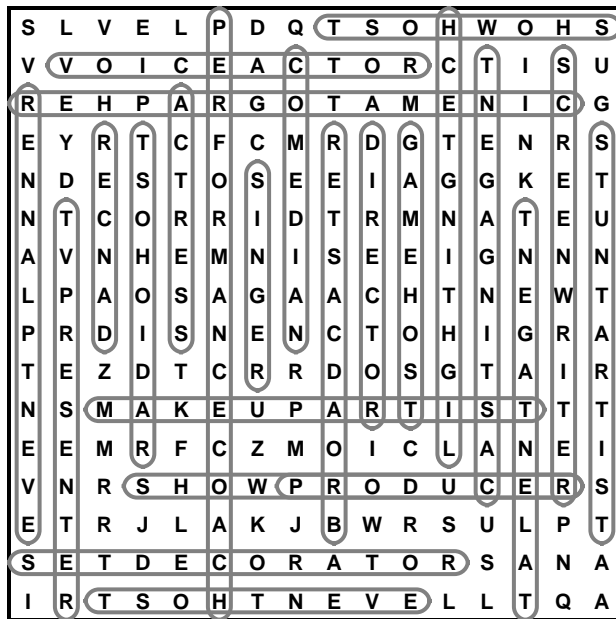 S L V E L P D Q T S O H W O H S
V V O I C E A C T O R C T I S U
R E H P A R G O T A M E N I C G
E Y R T C F C M R D G T E N R S
N D E S T O S E E I A G G K E T
N T C O R R I D T R M N A T E U
A V N H E M N I S E E I G N N N
L P A O S A G A A C H T N E W T
P R D I S N E N C T O H I G R A
T E Z D T C R R D O S G T A I R
N S M A K E U P A R T I S T T T
E E M R F C Z M O I C L A N E I
V N R S H O W P R O D U C E R S
E T R J L A K J B W R S U L P T
S E T D E C O R A T O R S A N A
I R T S O H T N E V E L L T Q A